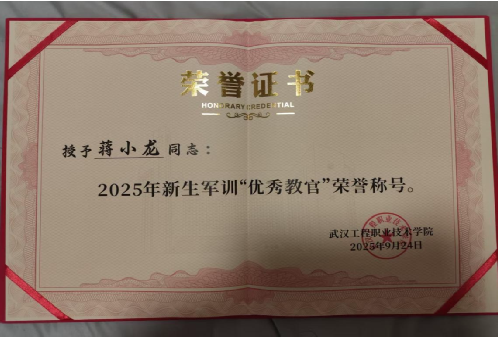 荣誉证书
HONORARY CREDENTIAL
授予蒋小龙同志：
2025年新生军训“优秀教官”荣誉称号。
武汉工程职业技术学院
2025年9月24日